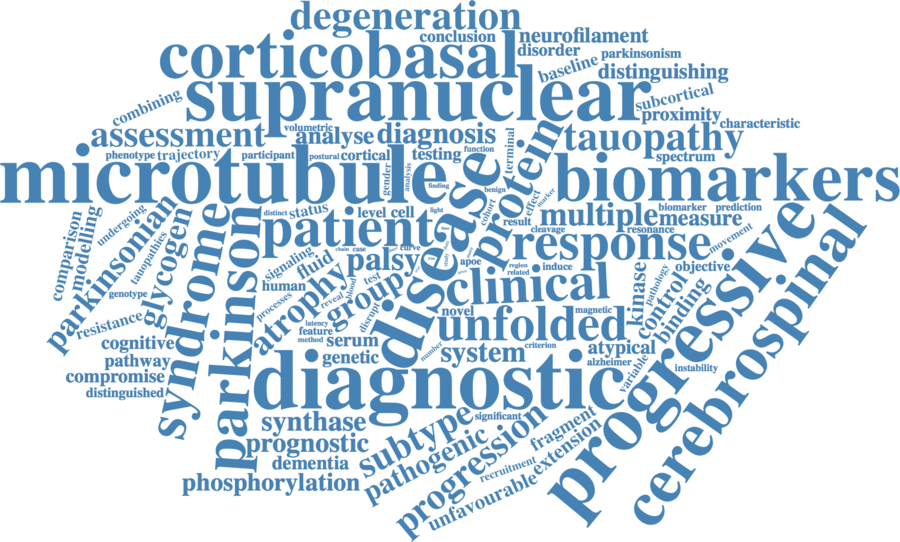 degeneration
conclusion
neurofilament
corticobasal
disorder
parkinsonism
baseline
distinguishing
supranuclear
subcortical
combining
proximity
characteristic
assessment
volumetric
analyse
diagnosis
terminal
tauopathy
function
phenotype
trajectory
participant
postural
cortical
testing
spectrum
microtubule
gender
analysis
finding
benign
protein
biomarkers
effect
marker
disease
distinct
status
level
cell
light
cohort
result
multiple
biomarker
prediction
measure
undergoing
comparison
modelling
parkinsonian
tauopathies
glycogen
syndrome
parkinson
patient
cleavage
resonance
response
movement
chain
case
curve
signaling
fluid
palsy
apoe
region
related
induce
kinase
pathology
objective
progressive
cerebrospinal
genotype
human
atrophy
test
blood
group
clinical
control
binding
processes
reveal
disrupt
novel
magnetic
resistance
latency
feature
method
serum
unfolded
cognitive
number
system
criterion
atypical
alzheimer
variable
instability
pathway
genetic
compromise
distinguished
diagnostic
synthase
subtype
significant
prognostic
pathogenic
progression
fragment
dementia
recruitment
extension
phosphorylation
unfavourable